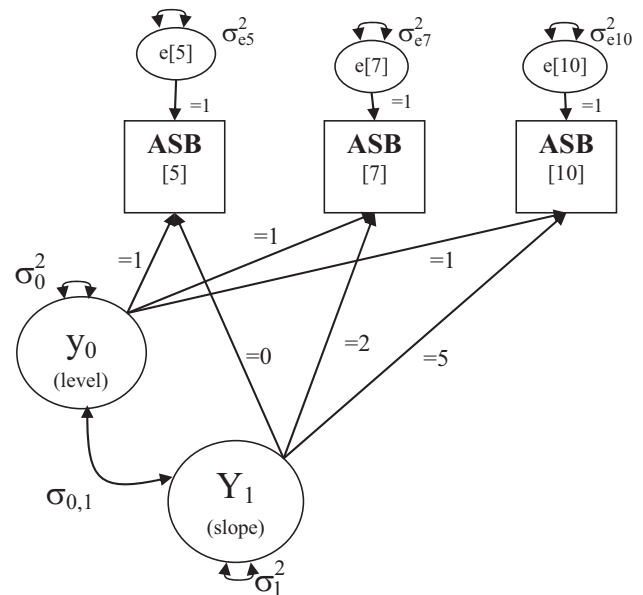 σ²e5
σ²e7
σ²e10
e[5]
e[7]
e[10]
=1
=1
=1
ASB
[5]
ASB
[7]
ASB
[10]
=1
=1
=1
σ²0
y0
(level)
=0
=2
=5
σ0,1
Y1
(slope)
σ²1